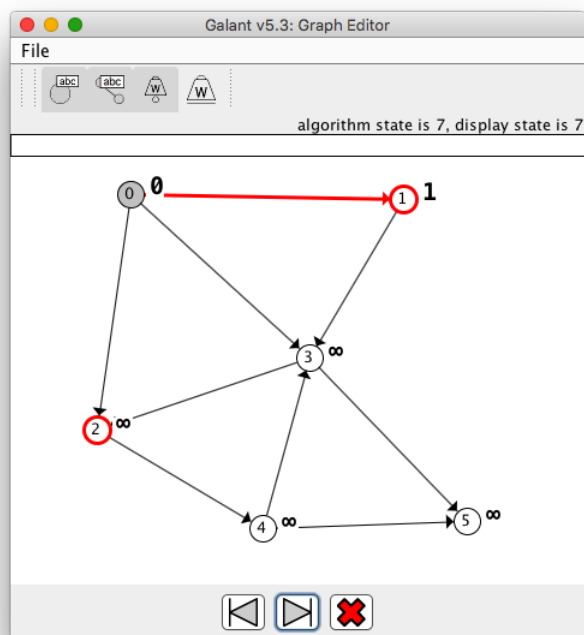 Galant v5.3: Graph Editor
File
abc abc W W
algorithm state is 7, display state is 7
0 0 1 1
3 ∞
2 ∞
4 ∞ 5 ∞